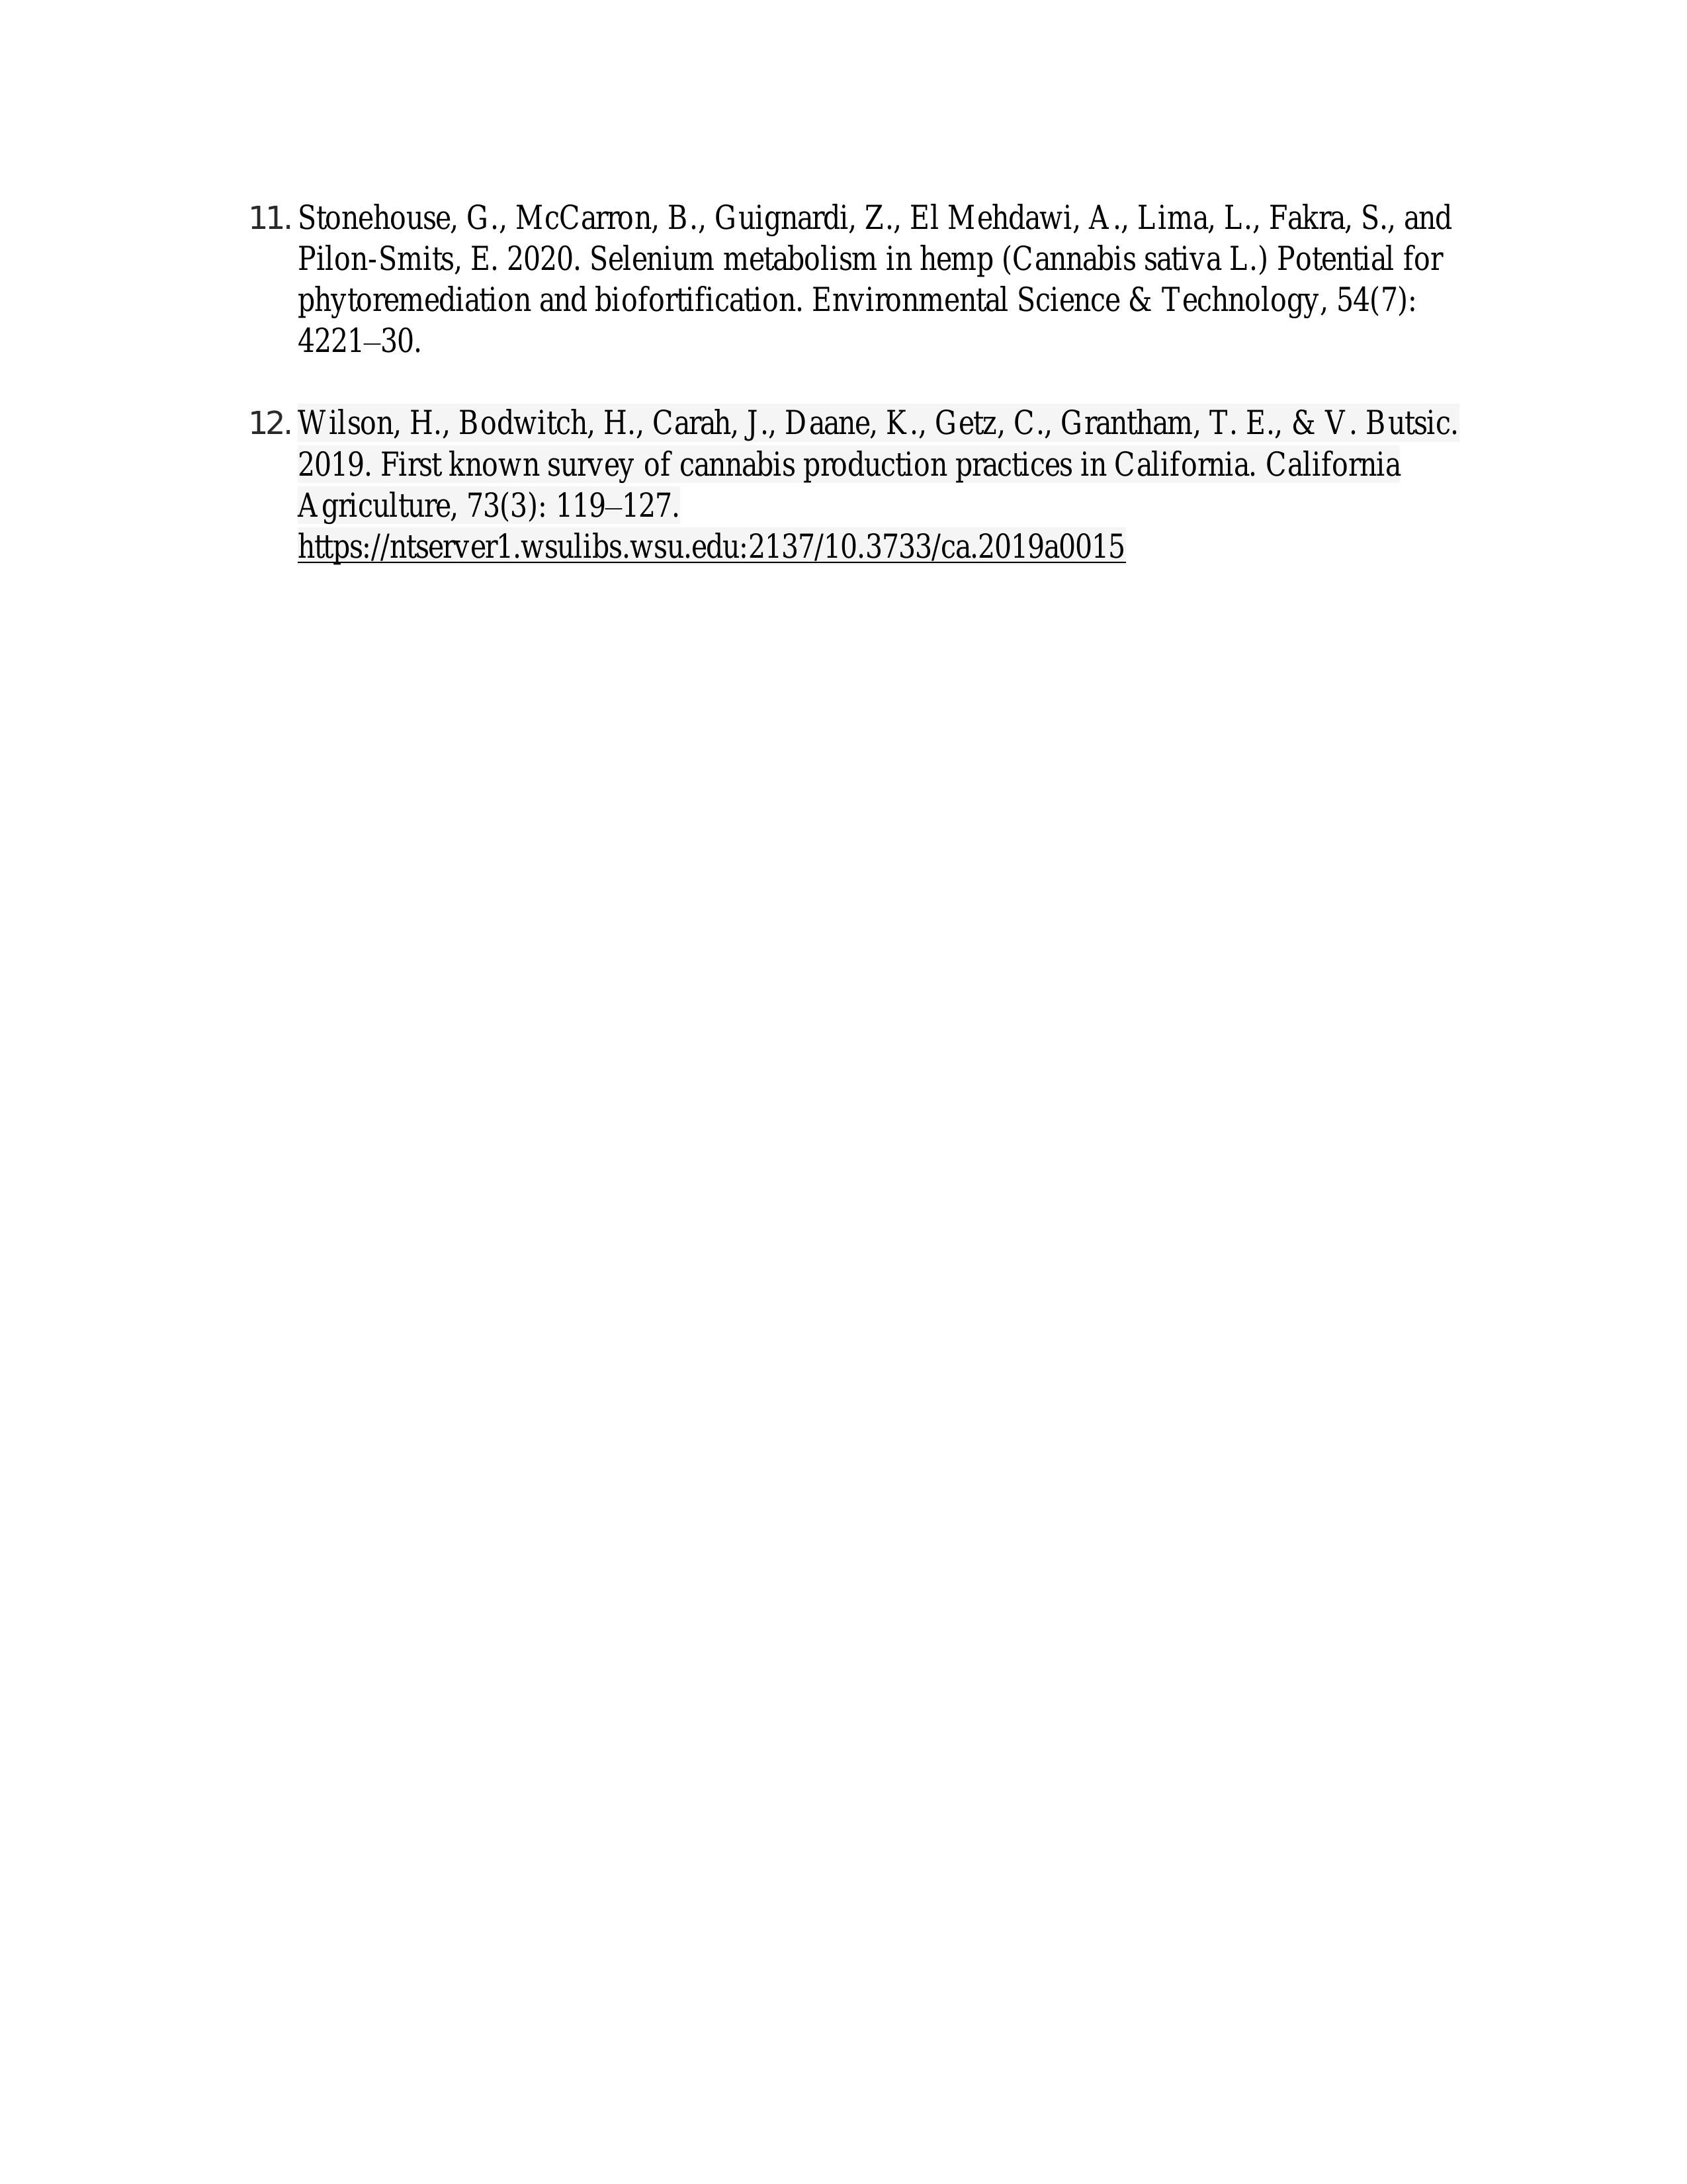 11. Stonehouse, G., McCarron, B., Guignardi, Z., El Mehdawi, A., Lima, L., Fakra, S., and
Pilon-Smits, E. 2020. Selenium metabolism in hemp (Cannabis sativa L.) Potential for
phytoremediation and biofortification. Environmental Science & Technology, 54(7):
4221–30.
12. Wilson, H., Bodwitch, H., Carah, J., Daane, K., Getz, C., Grantham, T. E., & V. Butsic.
2019. First known survey of cannabis production practices in California. California
Agriculture, 73(3): 119–127.
https://ntserver1.wsulibs.wsu.edu:2137/10.3733/ca.2019a0015